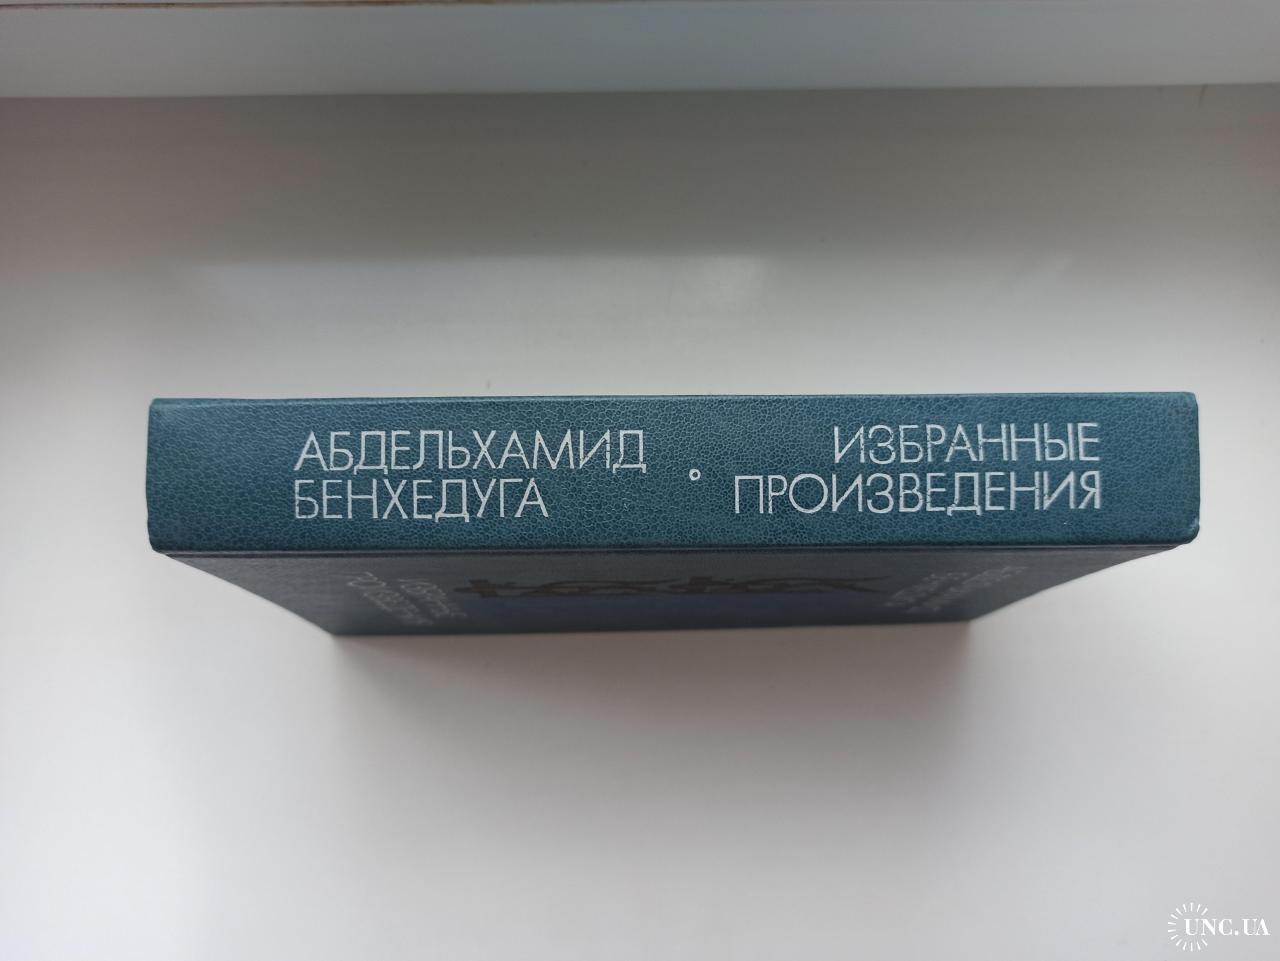 АБДЕЛЬХАМИД
БЕНХЕДУГА
ИЗБРАННЫЕ
ПРОИЗВЕДЕНИЯ
UNC.UA